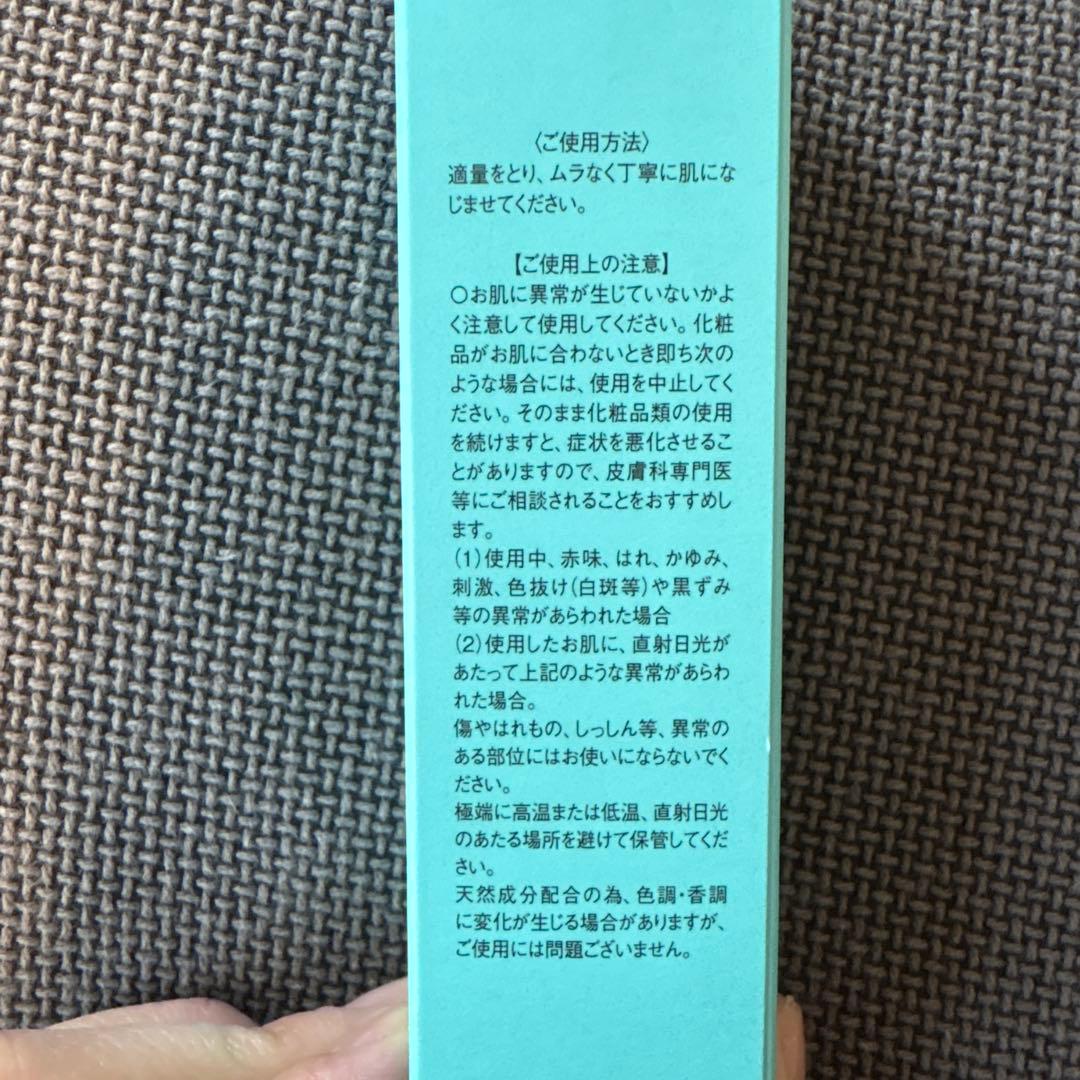 〈ご使用方法〉
適量をとり、ムラなく丁寧に肌にな
じませてください。
【ご使用上の注意】
○お肌に異常が生じていないかよ
く注意して使用してください。化粧
品がお肌に合わないとき即ち次の
ような場合には、使用を中止してく
ださい。そのまま化粧品類の使用
を続けますと、症状を悪化させるこ
とがありますので、皮膚科専門医
等にご相談されることをおすすめし
ます。
(1)使用中、赤味、はれ、かゆみ、
刺激、色抜け(白斑等)や黒ずみ
等の異常があらわれた場合
(2)使用したお肌に、直射日光が
あたって上記のような異常があらわ
れた場合。
傷やはれもの、しっしん等、異常の
ある部位にはお使いにならないでく
ださい。
極端に高温または低温、直射日光
のあたる場所を避けて保管してくだ
さい。
天然成分配合の為、色調・香調
に変化が生じる場合がありますが、
ご使用には問題ございません。